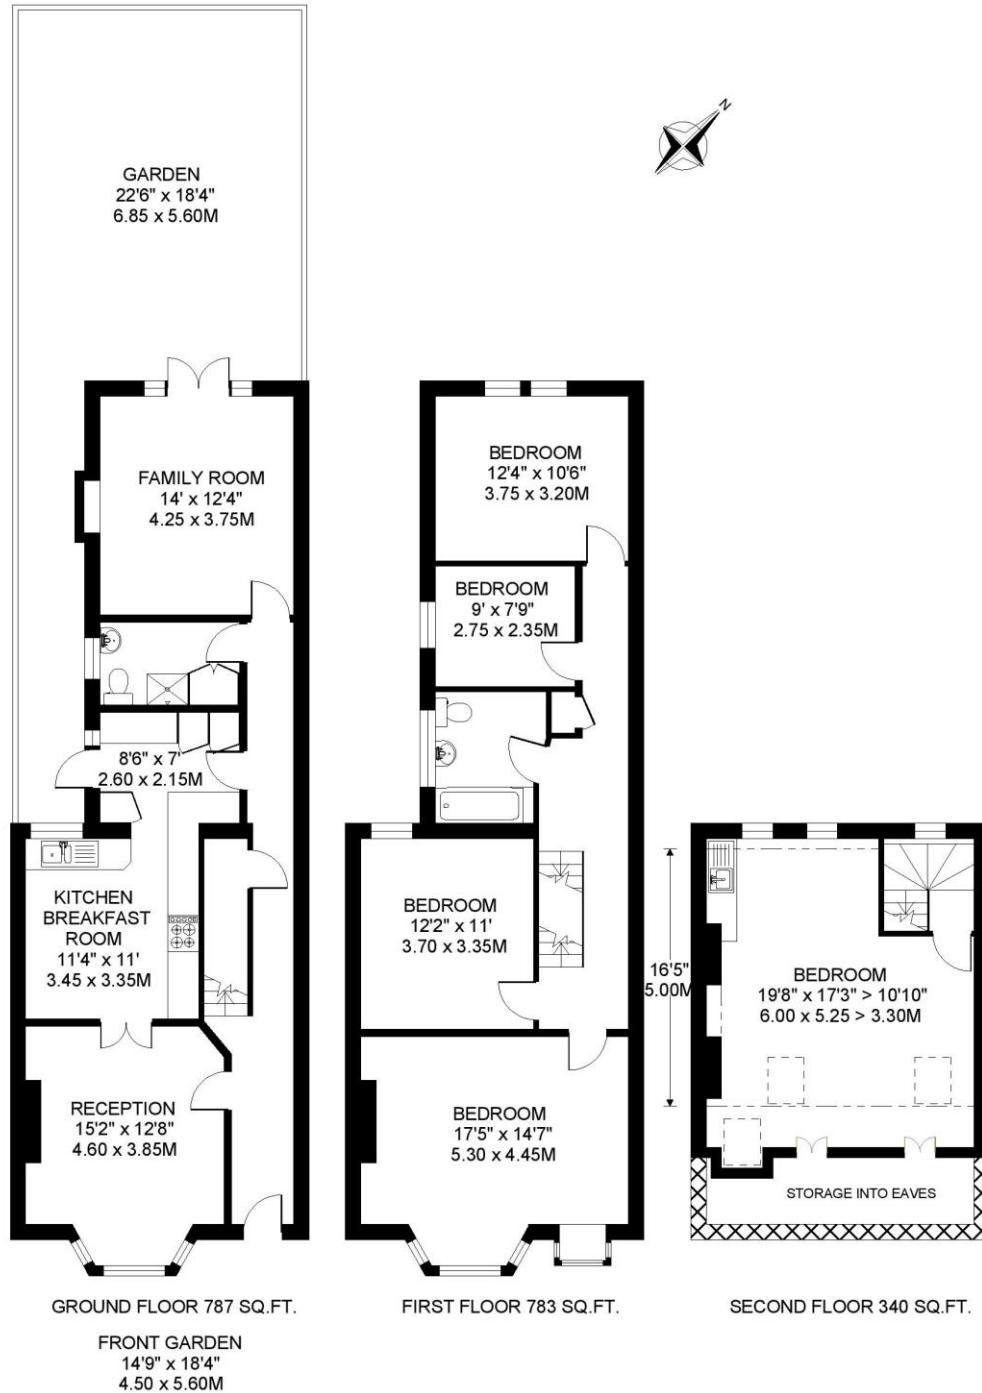 N
GARDEN
22'6" x 18'4"
6.85 x 5.60M
FAMILY ROOM
14' x 12'4"
4.25 x 3.75M
8'6" x 7'
2.60 x 2.15M
KITCHEN
BREAKFAST
ROOM
11'4" x 11'
3.45 x 3.35M
RECEPTION
15'2" x 12'8"
4.60 x 3.85M
GROUND FLOOR 787 SQ.FT.
FRONT GARDEN
14'9" x 18'4"
4.50 x 5.60M
BEDROOM
12'4" x 10'6"
3.75 x 3.20M
BEDROOM
9' x 7'9"
2.75 x 2.35M
BEDROOM
12'2" x 11'
3.70 x 3.35M
BEDROOM
17'5" x 14'7"
5.30 x 4.45M
FIRST FLOOR 783 SQ.FT.
16'5"
5.00M
BEDROOM
19'8" x 17'3" > 10'10"
6.00 x 5.25 > 3.30M
STORAGE INTO EAVES
SECOND FLOOR 340 SQ.FT.